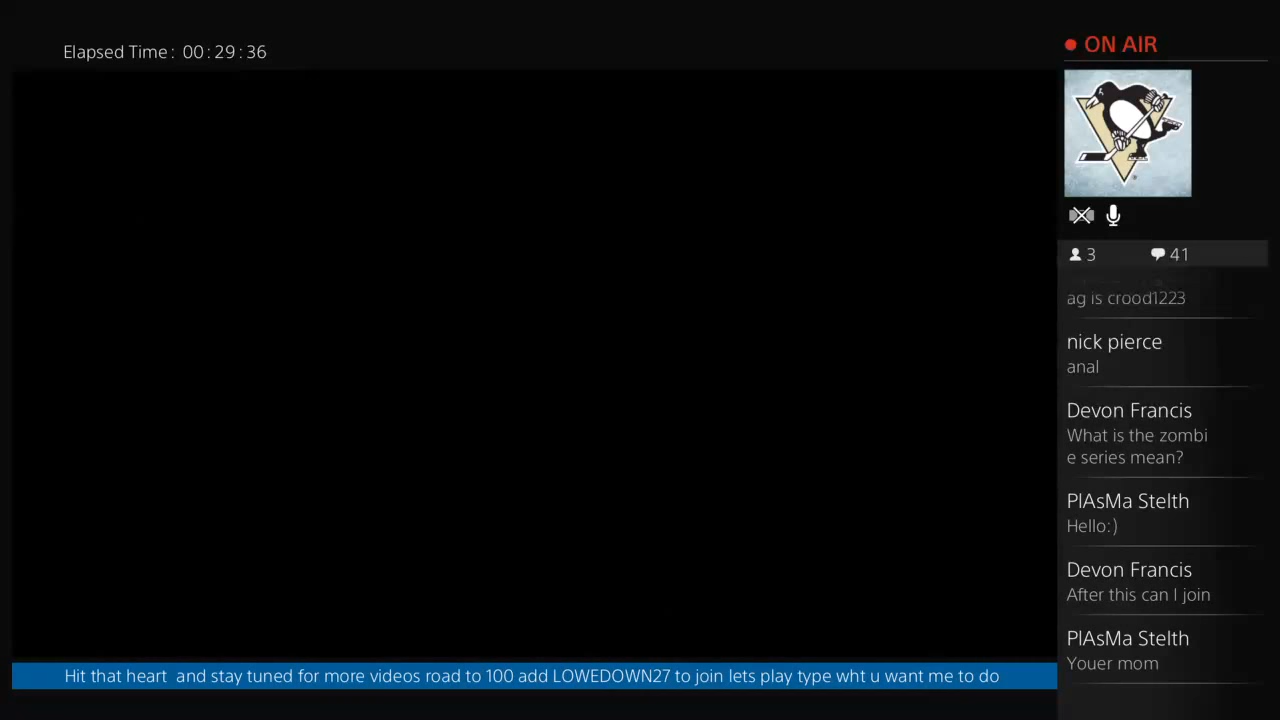 Elapsed Time: 00:29:36
ON AIR
3 41
ag is crood1223
nick pierce
anal
Devon Francis
What is the zombi
e series mean?
PlAsMa Stelth
Hello:)
Devon Francis
After this can I join
PlAsMa Stelth
Youer mom
Hit that heart  and stay tuned for more videos road to 100 add LOWEDOWN27 to join lets play type wht u want me to do